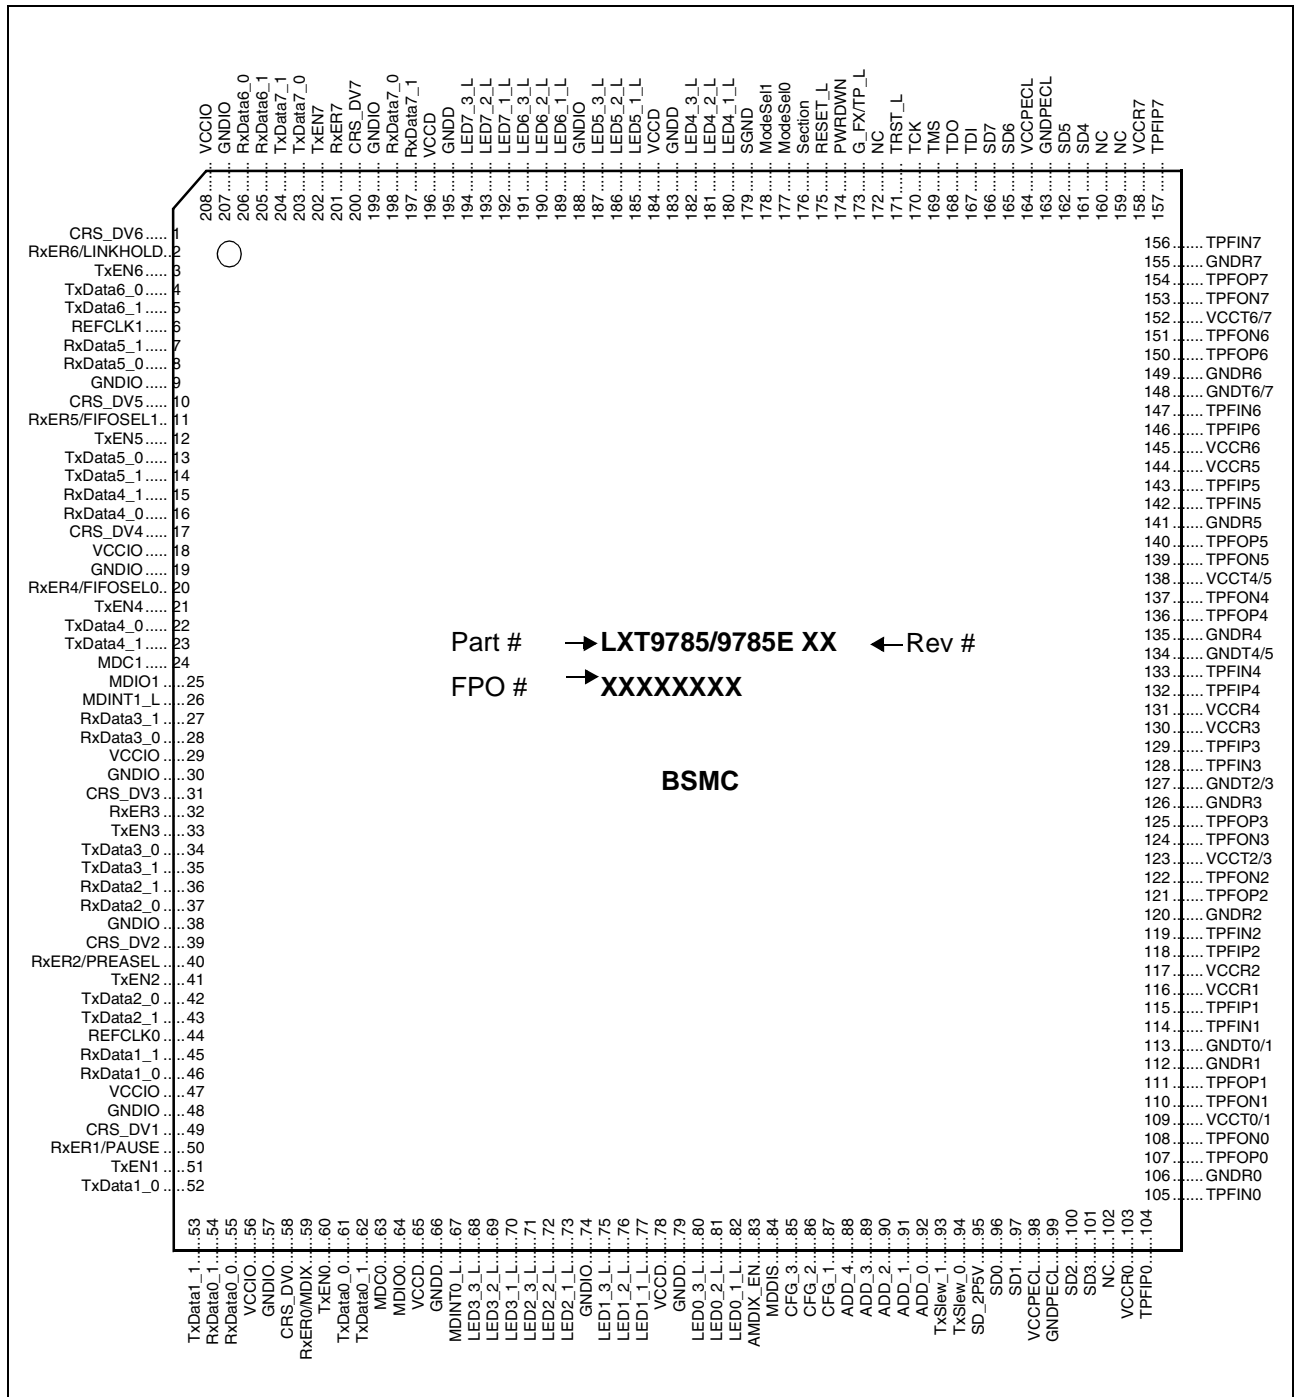 208......VCCIO
207......GNDIO
206......RxData6_0
205......RxData6_1
204......TxData7_1
203......TxData7_0
202......TxEN7
201......RxER7
200......CRS_DV7
199......GNDIO
198......RxData7_0
197......RxData7_1
196......VCCD
195......GNDD
194......LED7_3_L
193......LED7_2_L
192......LED7_1_L
191......LED6_3_L
190......LED6_2_L
189......LED6_1_L
188......GNDIO
187......LED5_3_L
186......LED5_2_L
185......LED5_1_L
184......VCCD
183......GNDD
182......LED4_3_L
181......LED4_2_L
180......LED4_1_L
179......SGND
178......ModeSel1
177......ModeSel0
176......Section
175......RESET_L
174......PWRDWN
173......G_FX/TP_L
172......NC
171.......TRST_L
170......TCK
169......TMS
168......TDO
167......TDI
166......SD7
165......SD6
164......VCCPECL
163......GNDPECL
162......SD5
161......SD4
160......NC
159......NC
158......VCCR7
157.......TPFIP7
CRS_DV6..... 1
RxER6/LINKHOLD..2
TxEN6..... 3
TxData6_0..... 4
TxData6_1..... 5
REFCLK1..... 6
RxData5_1..... 7
RxData5_0..... 8
GNDIO..... 9
CRS_DV5..... 10
RxER5/FIFOSEL1.. 11
TxEN5..... 12
TxData5_0..... 13
TxData5_1..... 14
RxData4_1..... 15
RxData4_0..... 16
CRS_DV4..... 17
VCCIO..... 18
GNDIO..... 19
RxER4/FIFOSEL0.. 20
TxEN4..... 21
TxData4_0..... 22
TxData4_1..... 23
MDC1..... 24
MDIO1.....25
MDINT1_L.....26
RxData3_1.....27
RxData3_0.....28
VCCIO.....29
GNDIO.....30
CRS_DV3.....31
RxER3.....32
TxEN3.....33
TxData3_0.....34
TxData3_1.....35
RxData2_1.....36
RxData2_0.....37
GNDIO.....38
CRS_DV2.....39
RxER2/PREASEL.....40
TxEN2.....41
TxData2_0.....42
TxData2_1.....43
REFCLK0.....44
RxData1_1.....45
RxData1_0.....46
VCCIO.....47
GNDIO.....48
CRS_DV1.....49
RxER1/PAUSE.....50
TxEN1.....51
TxData1_0.....52
Part # LXT9785/9785E XX Rev #
FPO # XXXXXXXX
BSMC
156.......TPFIN7
155.......GNDR7
154.......TPFOP7
153.......TPFON7
152.......VCCT6/7
151.......TPFON6
150.......TPFOP6
149.......GNDR6
148.......GNDT6/7
147.......TPFIN6
146.......TPFIP6
145.......VCCR6
144.......VCCR5
143.......TPFIP5
142.......TPFIN5
141.......GNDR5
140.......TPFOP5
139.......TPFON5
138.......VCCT4/5
137.......TPFON4
136.......TPFOP4
135.......GNDR4
134.......GNDT4/5
133.......TPFIN4
132.......TPFIP4
131.......VCCR4
130.......VCCR3
129.......TPFIP3
128.......TPFIN3
127.......GNDT2/3
126.......GNDR3
125.......TPFOP3
124.......TPFON3
123.......VCCT2/3
122.......TPFON2
121.......TPFOP2
120.......GNDR2
119.......TPFIN2
118.......TPFIP2
117.......VCCR2
116.......VCCR1
115.......TPFIP1
114.......TPFIN1
113.......GNDT0/1
112.......GNDR1
111.......TPFOP1
110.......TPFON1
109.......VCCT0/1
108.......TPFON0
107.......TPFOP0
106.......GNDR0
105.......TPFIN0
TxData1_1.....53
RxData0_1.....54
RxData0_0.....55
VCCIO.....56
GNDIO.....57
CRS_DV0.....58
RxER0/MDIX.....59
TxEN0.....60
TxData0_0.....61
TxData0_1.....62
MDC0.....63
MDIO0.....64
VCCD.....65
GNDD.....66
MDINT0_L.....67
LED3_3_L.....68
LED3_2_L.....69
LED3_1_L.....70
LED2_3_L.....71
LED2_2_L.....72
LED2_1_L.....73
GNDIO.....74
LED1_3_L.....75
LED1_2_L.....76
LED1_1_L.....77
VCCD.....78
GNDD.....79
LED0_3_L.....80
LED0_2_L.....81
LED0_1_L.....82
AMDIX_EN.....83
MDDIS.....84
CFG_3.....85
CFG_2.....86
CFG_1.....87
ADD_4.....88
ADD_3.....89
ADD_2.....90
ADD_1.....91
ADD_0.....92
TxSlew_1.....93
TxSlew_0.....94
SD_2P5V.....95
SD0.....96
SD1.....97
VCCPECL.....98
GNDPECL.....99
SD2.....100
SD3.....101
NC.....102
VCCR0.....103
TPFIP0.....104